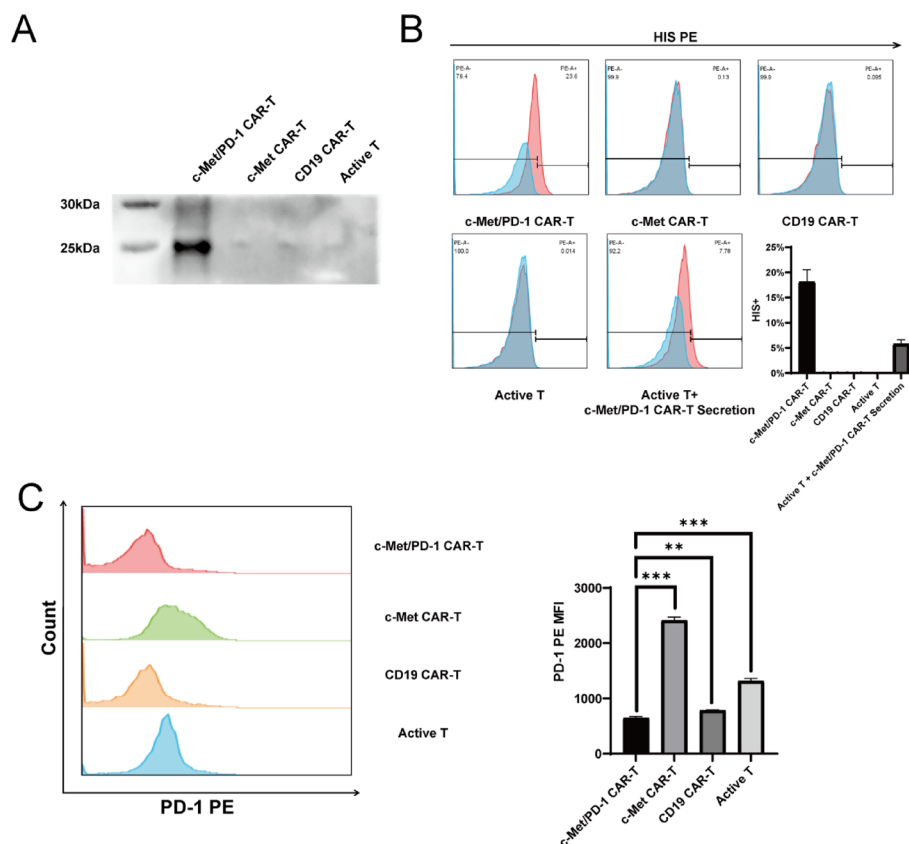 A
c-Met/PD-1 CAR-T
c-Met CAR-T
CD19 CAR-T
Active T
30kDa
25kDa
B
HIS PE
PE-A-
76.4
PE-A+
23.6
PE-A-
99.9
PE-A+
0.13
PE-A-
99.9
PE-A+
0.095
c-Met/PD-1 CAR-T
c-Met CAR-T
CD19 CAR-T
PE-A-
100.0
PE-A+
0.014
PE-A-
92.2
PE-A+
7.78
Active T
Active T+
c-Met/PD-1 CAR-T Secretion
HIS+
25%
20%
15%
10%
5%
0%
c-Met/PD-1 CAR-T
c-Met CAR-T
CD19 CAR-T
Active T
Active T + c-Met/PD-1 CAR-T Secretion
C
Count
c-Met/PD-1 CAR-T
c-Met CAR-T
CD19 CAR-T
Active T
PD-1 PE
PD-1 PE MFI
3000
2000
1000
0
***
**
***
c-Met/PD-1 CAR-T
c-Met CAR-T
CD19 CAR-T
Active T